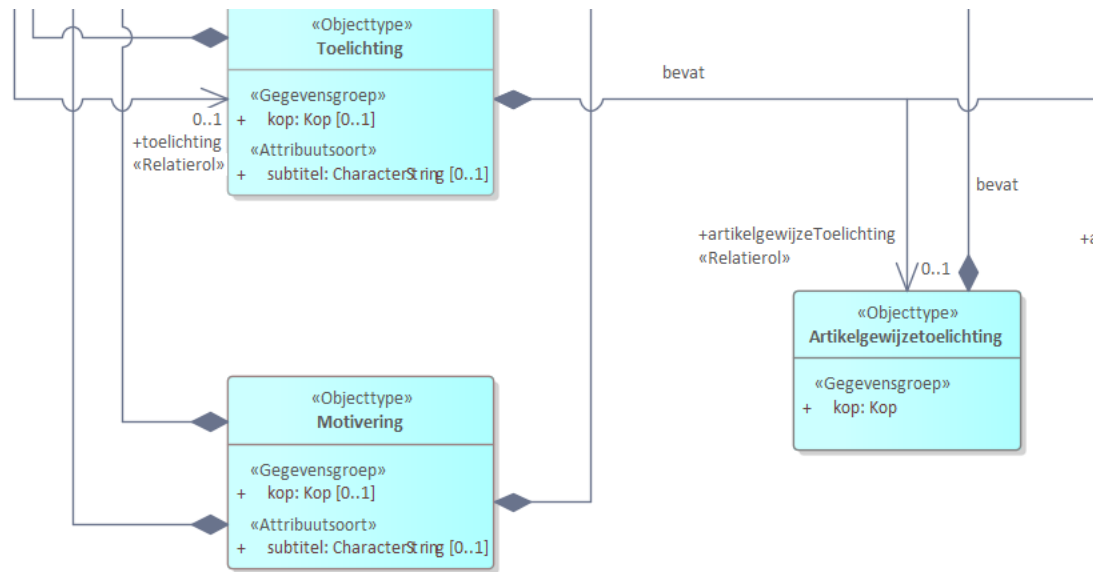 «Objecttype»
Toelichting
«Gegevensgroep»
+ kop: Kop [0..1]
«Attribuutsoort»
+ subtitel: CharacterString [0..1]
0..1
+toelichting
«Relatierol»
bevat
bevat
+artikelgewijzeToelichting
«Relatierol»
0..1
+a
«Objecttype»
Artikelgewijzetoelichting
«Gegevensgroep»
+ kop: Kop
«Objecttype»
Motivering
«Gegevensgroep»
+ kop: Kop [0..1]
«Attribuutsoort»
+ subtitel: CharacterString [0..1]